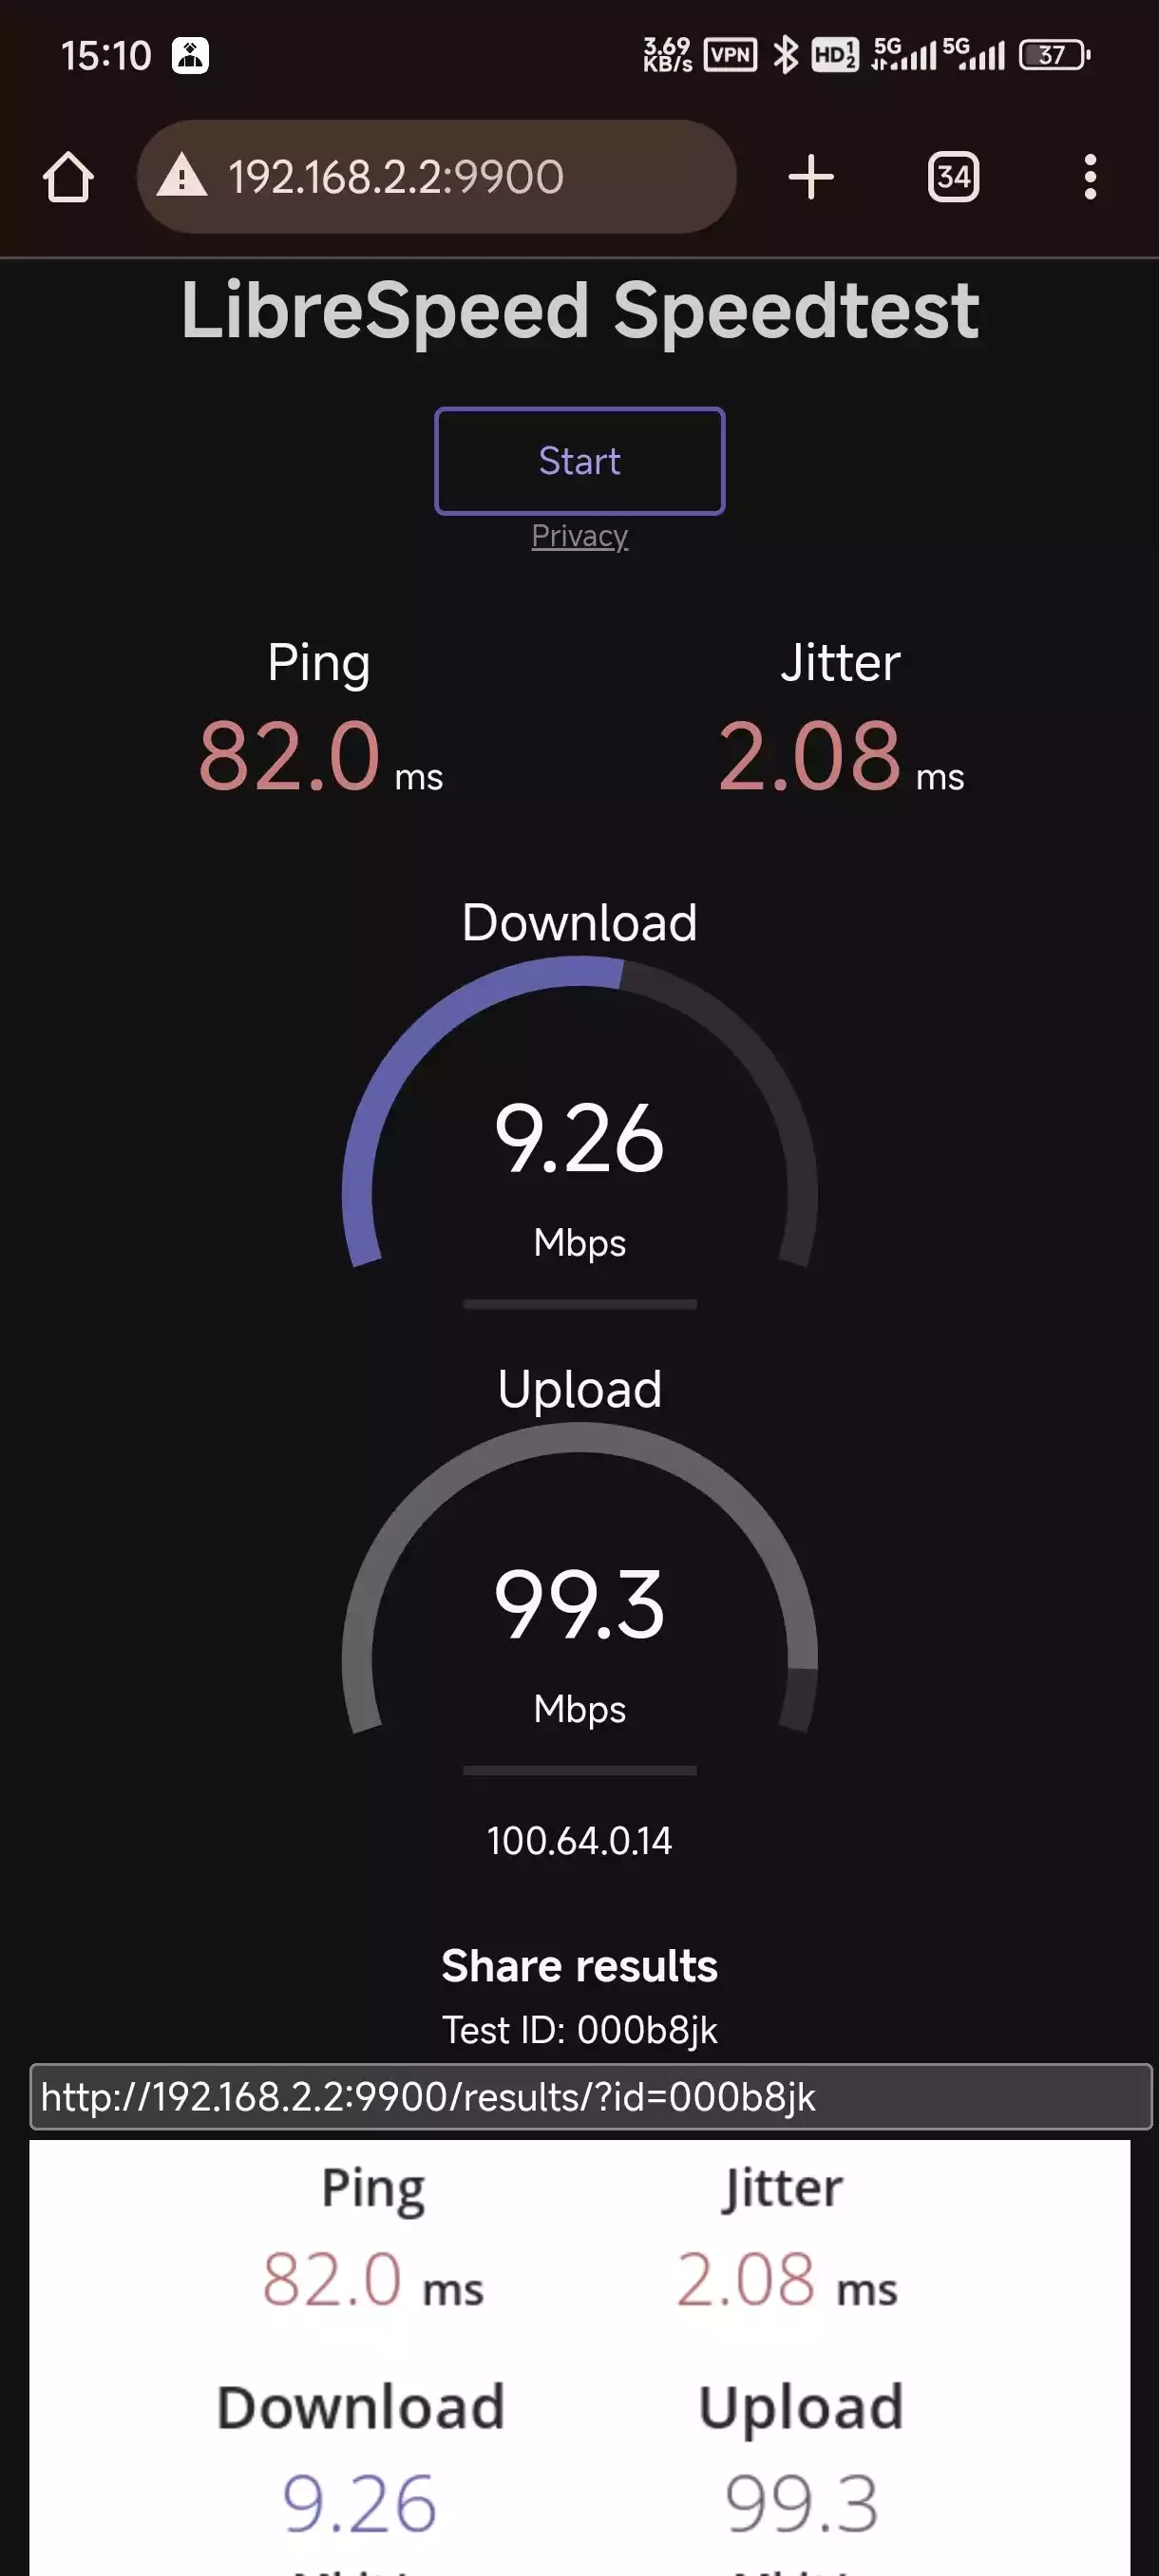 15:10
3.69 KB/s VPN HD 1 2 5G 5G 37
192.168.2.2:9900
34
LibreSpeed Speedtest
Start
Privacy
Ping Jitter
82.0 ms 2.08 ms
Download
9.26
Mbps
Upload
99.3
Mbps
100.64.0.14
Share results
Test ID: 000b8jk
http://192.168.2.2:9900/results/?id=000b8jk
Ping Jitter
82.0 ms 2.08 ms
Download Upload
9.26 99.3